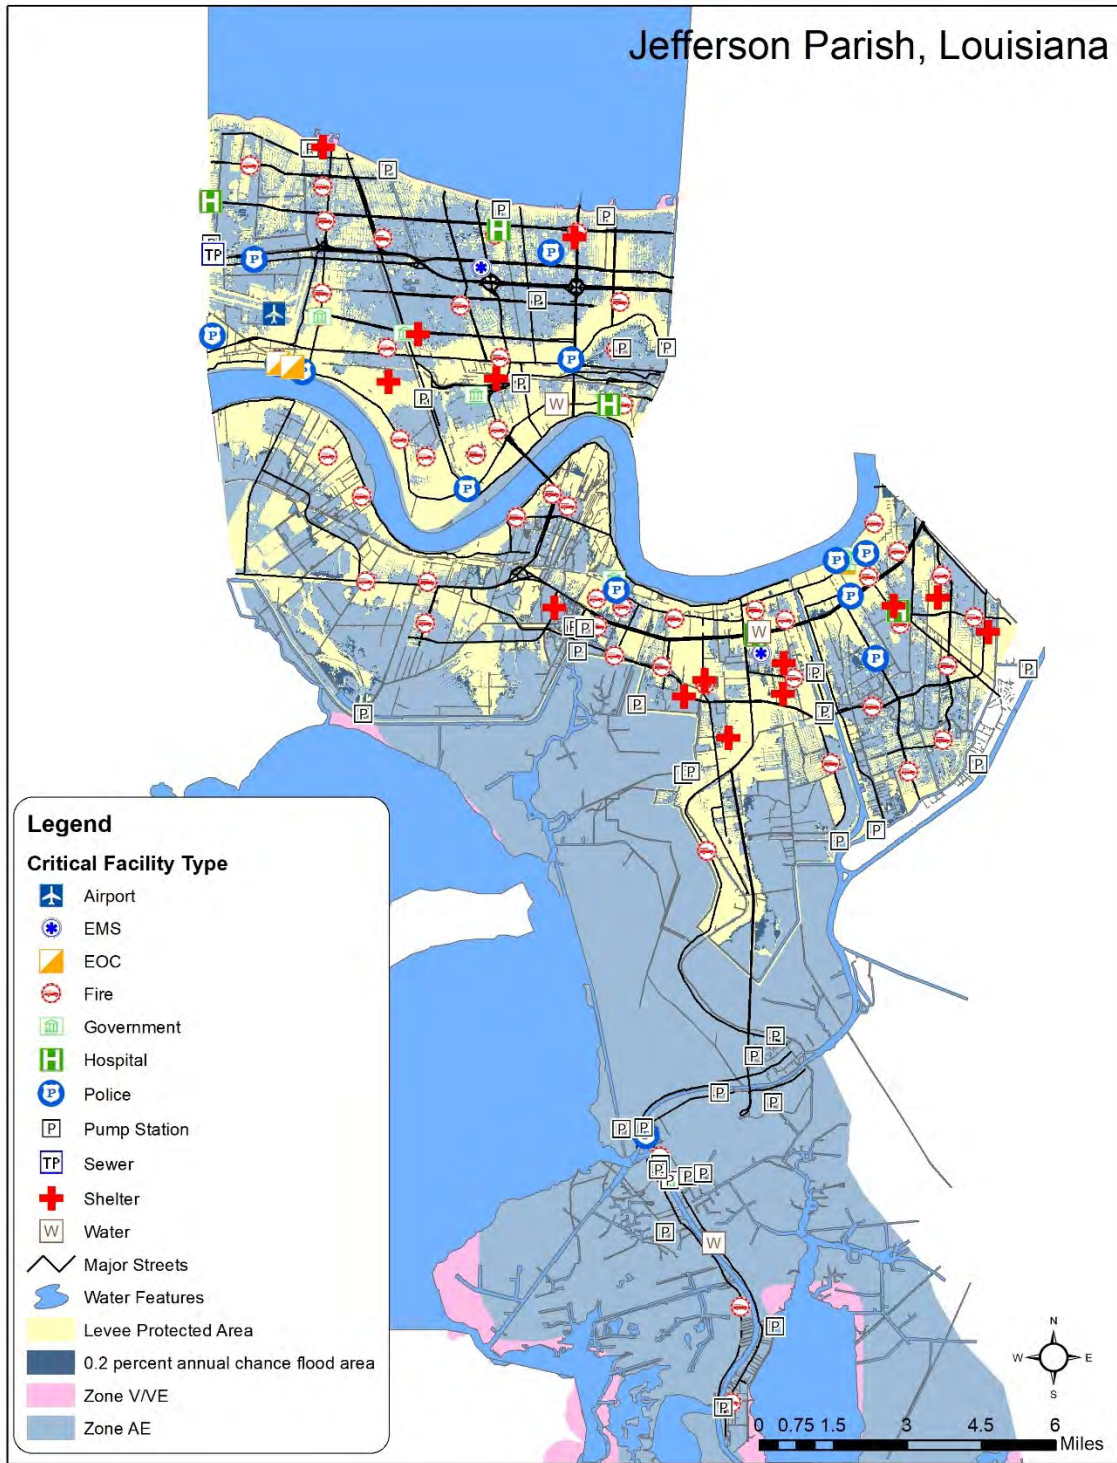 Jefferson Parish, Louisiana
Legend
Critical Facility Type
Airport
EMS
EOC
Fire
Government
H Hospital
P Police
P Pump Station
TP Sewer
Shelter
W Water
Major Streets
Water Features
Levee Protected Area
0.2 percent annual chance flood area
Zone V/VE
Zone AE
N
W E
S
0 0.75 1.5 3 4.5 6
Miles